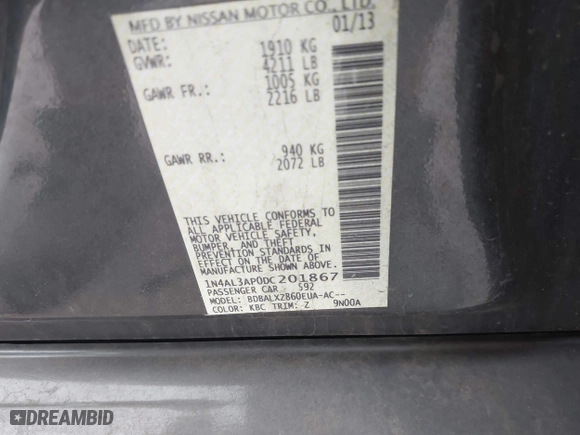 MFD BY NISSAN MOTOR CO., LTD.
DATE: 01/13
GVWR: 1910 KG
4211 LB
GAWR FR.: 1005 KG
2216 LB
GAWR RR.: 940 KG
2072 LB
THIS VEHICLE CONFORMS TO
ALL APPLICABLE FEDERAL
MOTOR VEHICLE SAFETY,
BUMPER, AND THEFT
PREVENTION STANDARDS IN
EFFECT ON THE DATE OF
MANUFACTURE SHOWN ABOVE.
1N4AL3AP0DC201867
PASSENGER CAR 592
MODEL: BDBALXZ860EUA-AC--
COLOR: KBC TRIM: Z 9N00A
DREAMBID